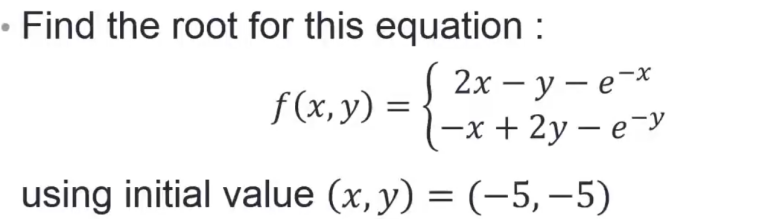 • Find the root for this equation :
f(x, y) = { 2x − y − e^{−x}
−x + 2y − e^{−y}
using initial value (x, y) = (−5, −5)